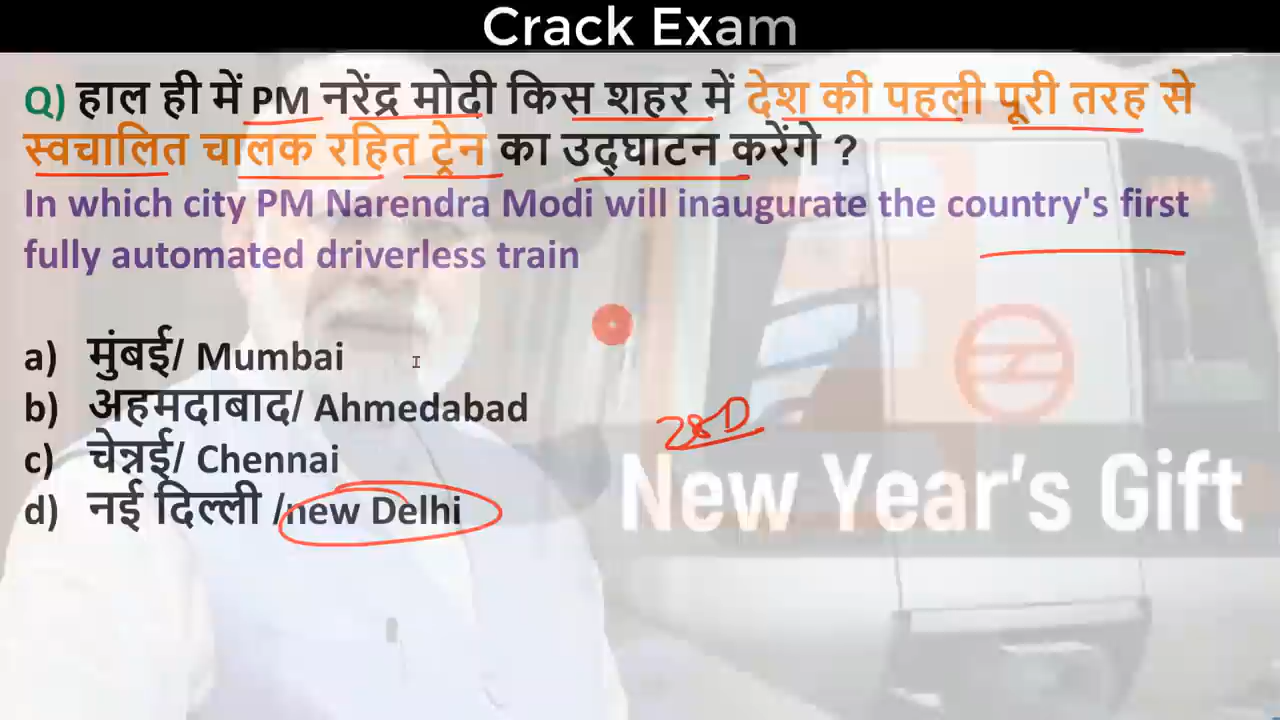 Crack Exam
Q) हाल ही में PM नरेंद्र मोदी किस शहर में देश की पहली पूरी तरह से
स्वचालित चालक रहित ट्रेन का उद्घाटन करेंगे ?
In which city PM Narendra Modi will inaugurate the country's first
fully automated driverless train
a) मुंबई/ Mumbai
b) अहमदाबाद/ Ahmedabad
c) चेन्नई/ Chennai
d) नई दिल्ली /new Delhi
28 D
New Year's Gift